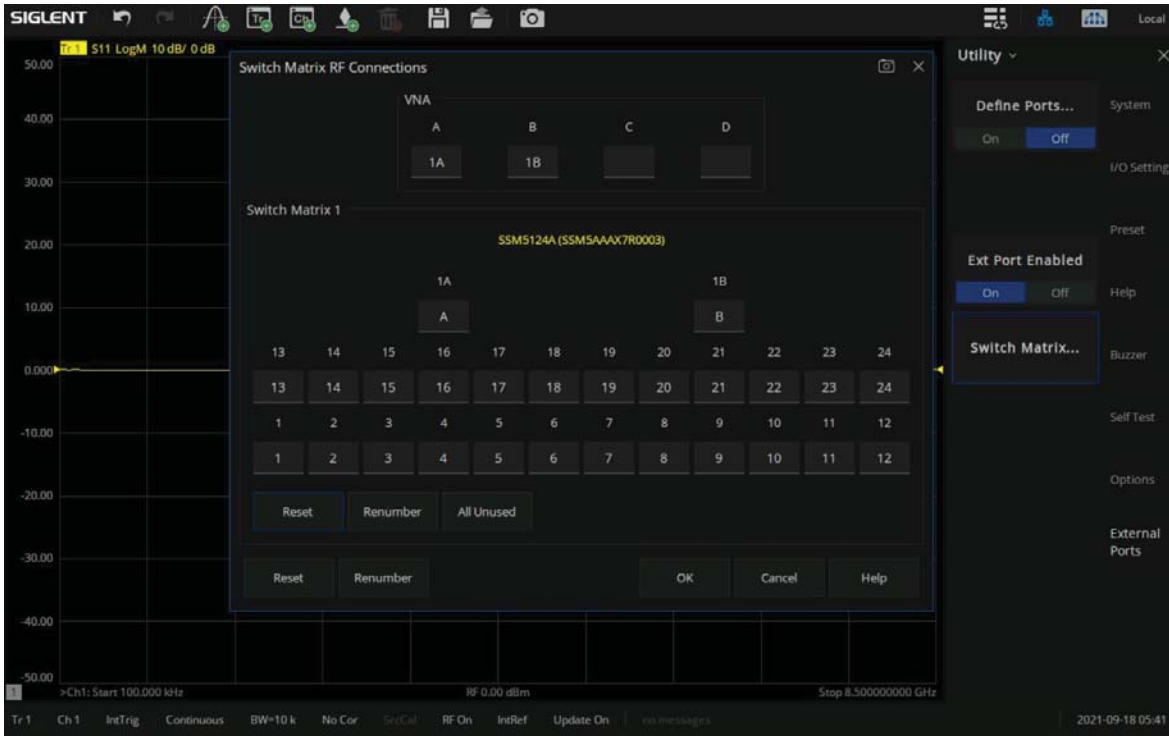 SIGLENT Tr Ch Local
Tr 1 S11 LogM 10 dB/ 0 dB
50.00
40.00
30.00
20.00
10.00
0.000
-10.00
-20.00
-30.00
-40.00
-50.00
Switch Matrix RF Connections
VNA
A B C D
1A 1B
Switch Matrix 1
SSM5124A (SSM5AAAX7R0003)
1A 1B
A B
13 14 15 16 17 18 19 20 21 22 23 24
13 14 15 16 17 18 19 20 21 22 23 24
1 2 3 4 5 6 7 8 9 10 11 12
1 2 3 4 5 6 7 8 9 10 11 12
Reset Renumber All Unused
Reset Renumber OK Cancel Help
Utility
Define Ports...
On Off
Ext Port Enabled
On Off
Switch Matrix...
System
I/O Setting
Preset
Help
Buzzer
Self Test
Options
External
Ports
1 >Ch1: Start 100.000 kHz RF 0.00 dBm Stop 8.500000000 GHz
Tr 1 Ch 1 IntTrig Continuous BW=10 k No Cor SrcCal RF On IntRef Update On no messages 2021-09-18 05:41